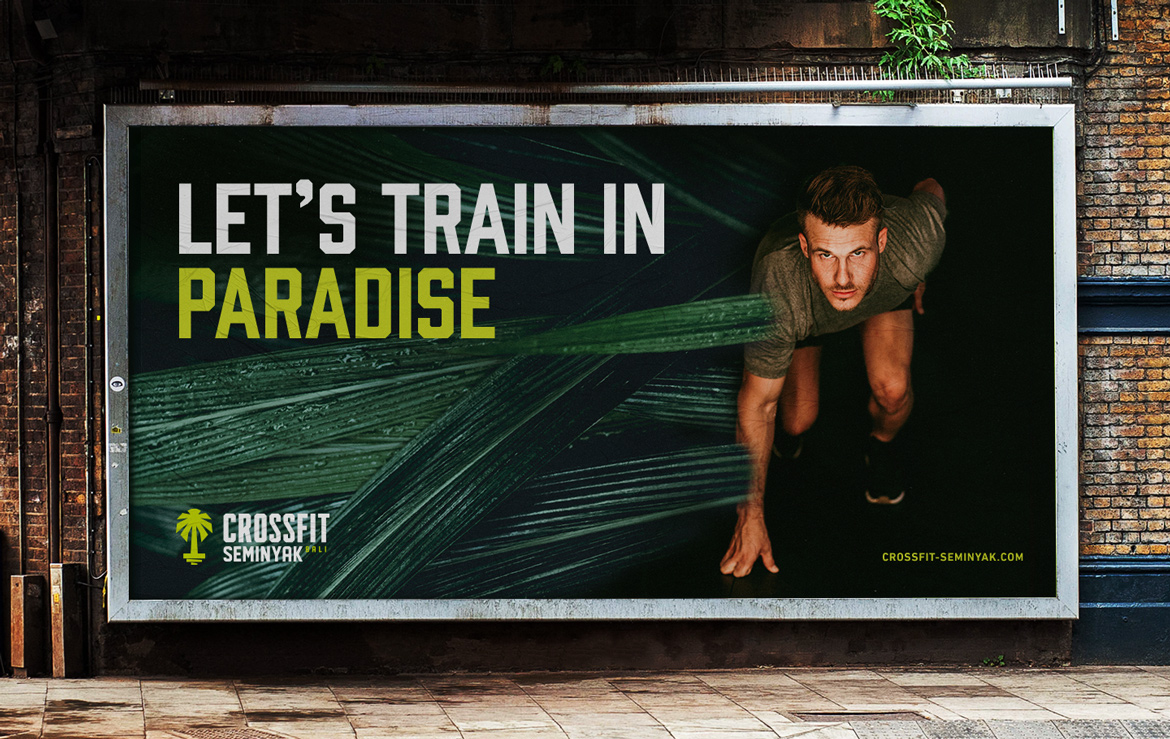 LET'S TRAIN IN
PARADISE
CROSSFIT
SEMINYAK BALI
CROSSFIT-SEMINYAK.COM